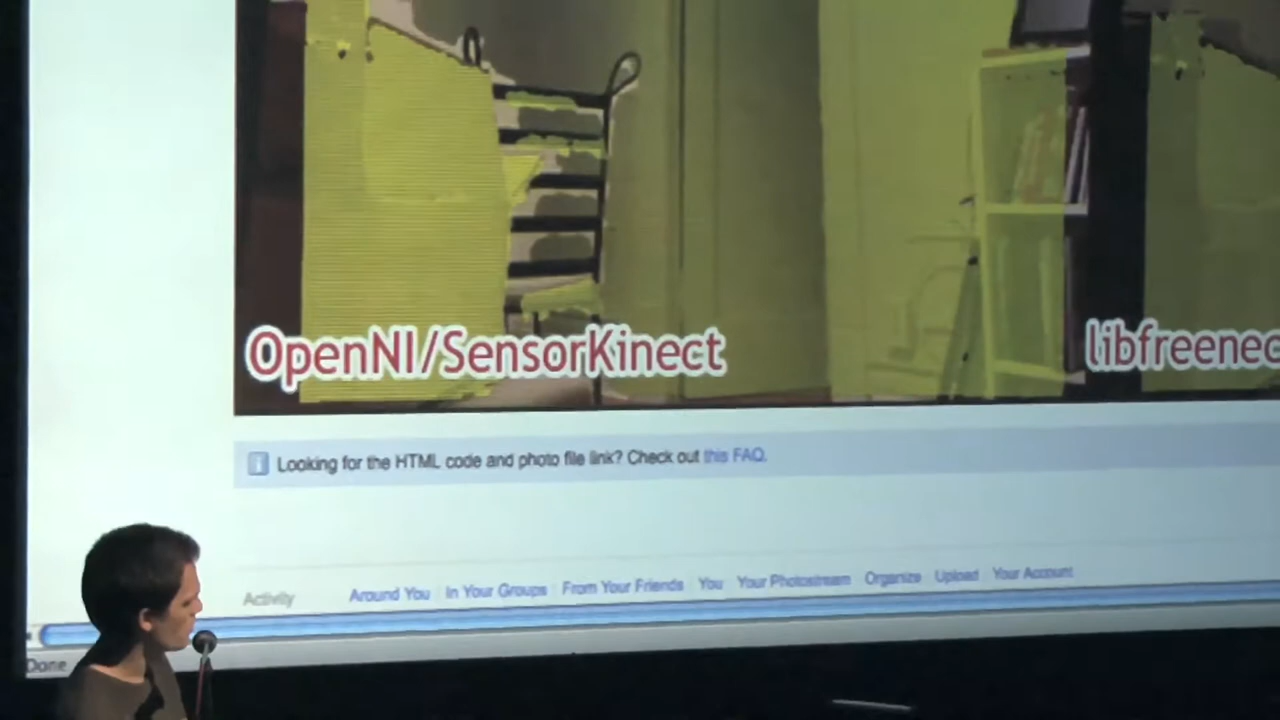 OpenNI/SensorKinect
libfreenec
Looking for the HTML code and photo file link? Check out this FAQ.
Activity Around You In Your Groups From Your Friends You Your Photostream Organize Upload Your Account
Done